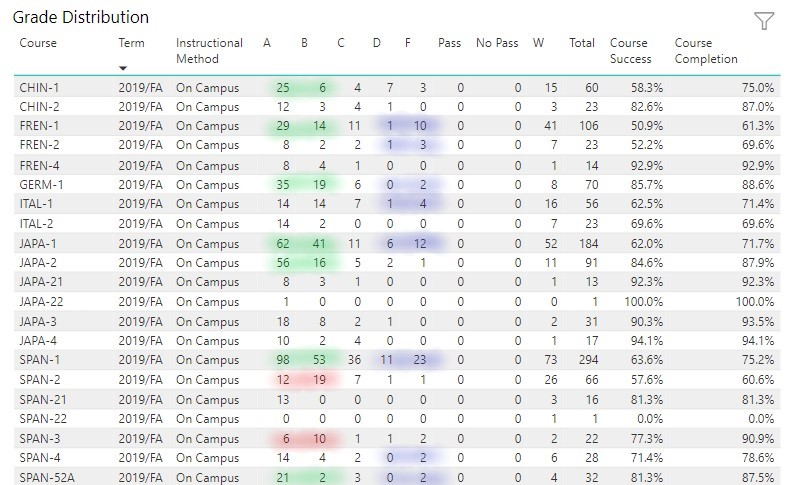 Grade Distribution
Course Term Instructional Method A B C D F Pass No Pass W Total Course Success Course Completion
CHIN-1 2019/FA On Campus 25 6 4 7 3 0 0 15 60 58.3% 75.0%
CHIN-2 2019/FA On Campus 12 3 4 1 0 0 0 3 23 82.6% 87.0%
FREN-1 2019/FA On Campus 29 14 11 1 10 0 0 41 106 50.9% 61.3%
FREN-2 2019/FA On Campus 8 2 2 1 3 0 0 7 23 52.2% 69.6%
FREN-4 2019/FA On Campus 8 4 1 0 0 0 0 1 14 92.9% 92.9%
GERM-1 2019/FA On Campus 35 19 6 0 2 0 0 8 70 85.7% 88.6%
ITAL-1 2019/FA On Campus 14 14 7 1 4 0 0 16 56 62.5% 71.4%
ITAL-2 2019/FA On Campus 14 2 0 0 0 0 0 7 23 69.6% 69.6%
JAPA-1 2019/FA On Campus 62 41 11 6 12 0 0 52 184 62.0% 71.7%
JAPA-2 2019/FA On Campus 56 16 5 2 1 0 0 11 91 84.6% 87.9%
JAPA-21 2019/FA On Campus 8 3 1 0 0 0 0 1 13 92.3% 92.3%
JAPA-22 2019/FA On Campus 1 0 0 0 0 0 0 0 1 100.0% 100.0%
JAPA-3 2019/FA On Campus 18 8 2 1 0 0 0 2 31 90.3% 93.5%
JAPA-4 2019/FA On Campus 10 2 4 0 0 0 0 1 17 94.1% 94.1%
SPAN-1 2019/FA On Campus 98 53 36 11 23 0 0 73 294 63.6% 75.2%
SPAN-2 2019/FA On Campus 12 19 7 1 1 0 0 26 66 57.6% 60.6%
SPAN-21 2019/FA On Campus 13 0 0 0 0 0 0 3 16 81.3% 81.3%
SPAN-22 2019/FA On Campus 0 0 0 0 0 0 0 1 1 0.0% 0.0%
SPAN-3 2019/FA On Campus 6 10 1 1 2 0 0 2 22 77.3% 90.9%
SPAN-4 2019/FA On Campus 14 4 2 0 2 0 0 6 28 71.4% 78.6%
SPAN-52A 2019/FA On Campus 21 2 3 0 2 0 0 4 32 81.3% 87.5%